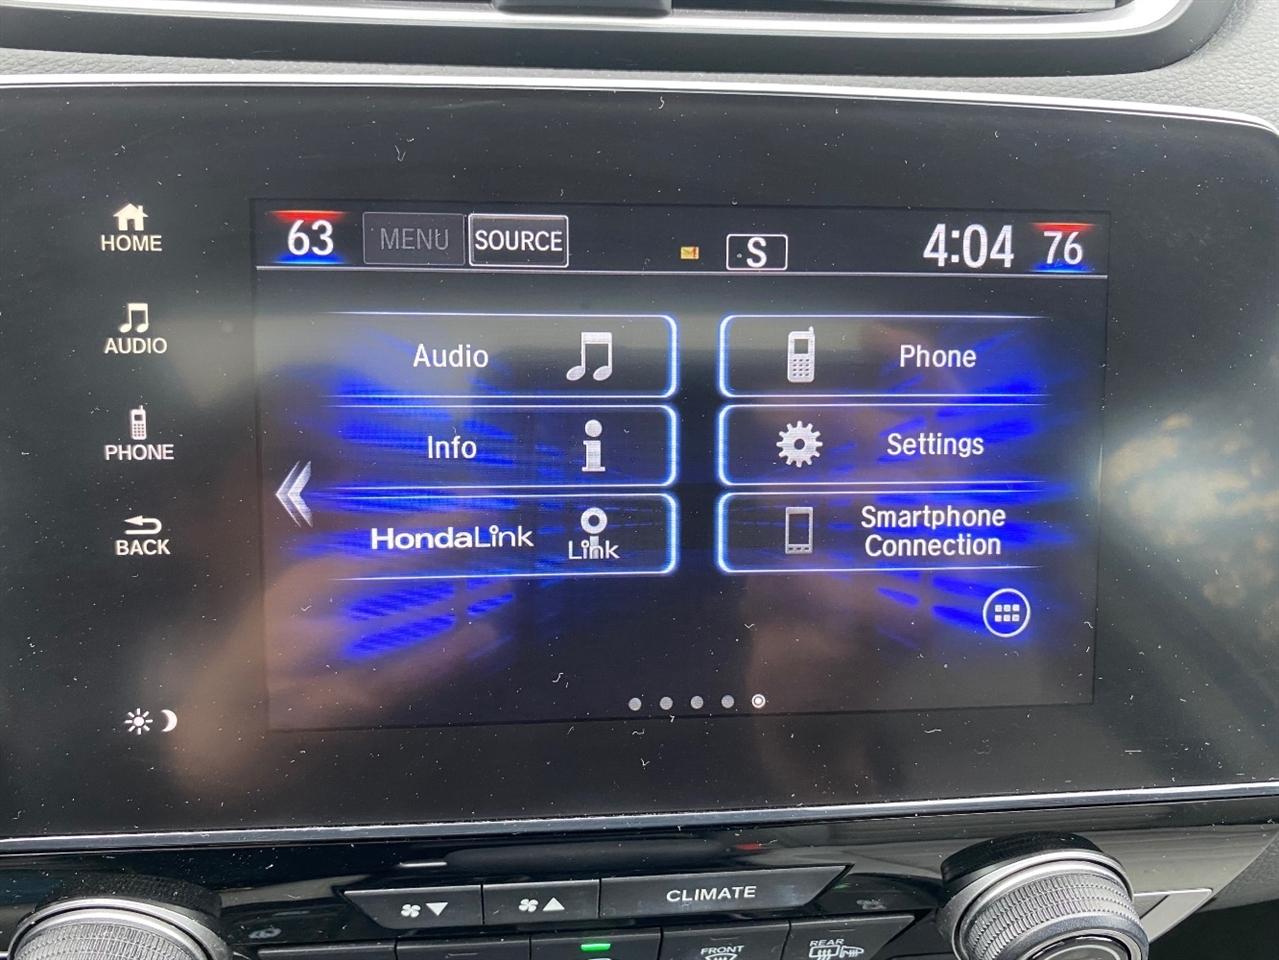 HOME
AUDIO
PHONE
BACK
63 MENU SOURCE S 4:04 76
Audio Phone
Info Settings
HondaLink Link Smartphone
Connection
CLIMATE
FRONT REAR